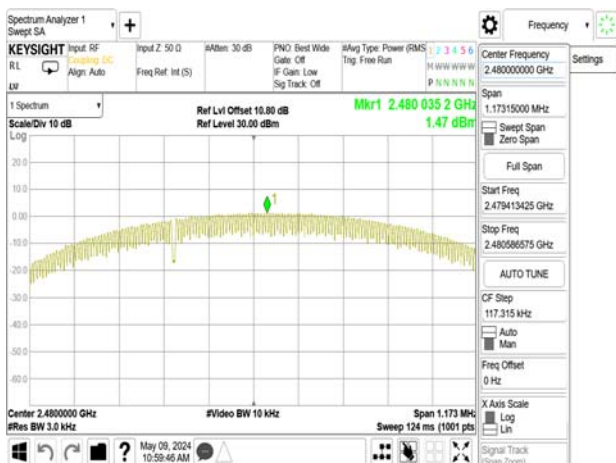 Spectrum Analyzer 1
Swept SA
+
Frequency
KEYSIGHT
Input: RF
Coupling: DC
Align: Auto
Input Z: 50 Ω
Freq Ref: Int (S)
#Atten: 30 dB
PNO: Best Wide
Gate: Off
IF Gain: Low
Sig Track: Off
#Avg Type: Power (RMS
Trig: Free Run
1 2 3 4 5 6
M W W W W W
P N N N N N
RL
1 Spectrum
Scale/Div 10 dB
Log
Ref Lvl Offset 10.80 dB
Ref Level 30.00 dBm
Mkr1 2.480 035 2 GHz
1.47 dBm
1
20.0
10.0
0.00
-10.0
-20.0
-30.0
-40.0
-50.0
-60.0
Center 2.4800000 GHz
#Res BW 3.0 kHz
#Video BW 10 kHz
Span 1.173 MHz
Sweep 124 ms (1001 pts)
May 09, 2024
10:59:46 AM
Center Frequency
2.480000000 GHz
Settings
Span
1.17315000 MHz
Swept Span
Zero Span
Full Span
Start Freq
2.479413425 GHz
Stop Freq
2.480586575 GHz
AUTO TUNE
CF Step
117.315 kHz
Auto
Man
Freq Offset
0 Hz
X Axis Scale
Log
Lin
Signal Track
(Span Zoom)